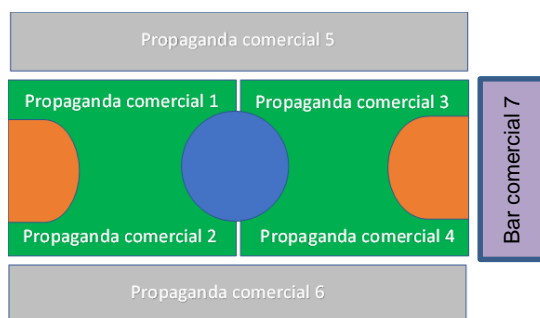 Propaganda comercial 5
Propaganda comercial 1
Propaganda comercial 3
Propaganda comercial 2
Propaganda comercial 4
Propaganda comercial 6
Bar comercial 7